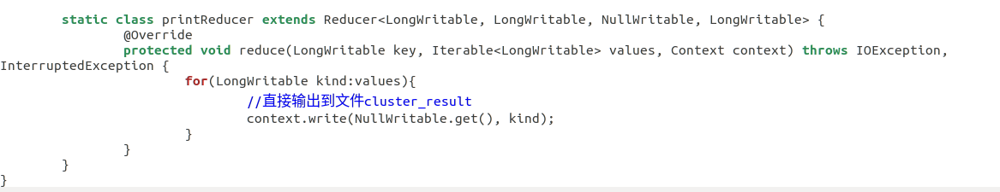 static class printReducer extends Reducer<LongWritable, LongWritable, NullWritable, LongWritable> {
@Override
protected void reduce(LongWritable key, Iterable<LongWritable> values, Context context) throws IOException,
InterruptedException {
for(LongWritable kind:values){
//直接输出到文件cluster_result
context.write(NullWritable.get(), kind);
}
}
}
}